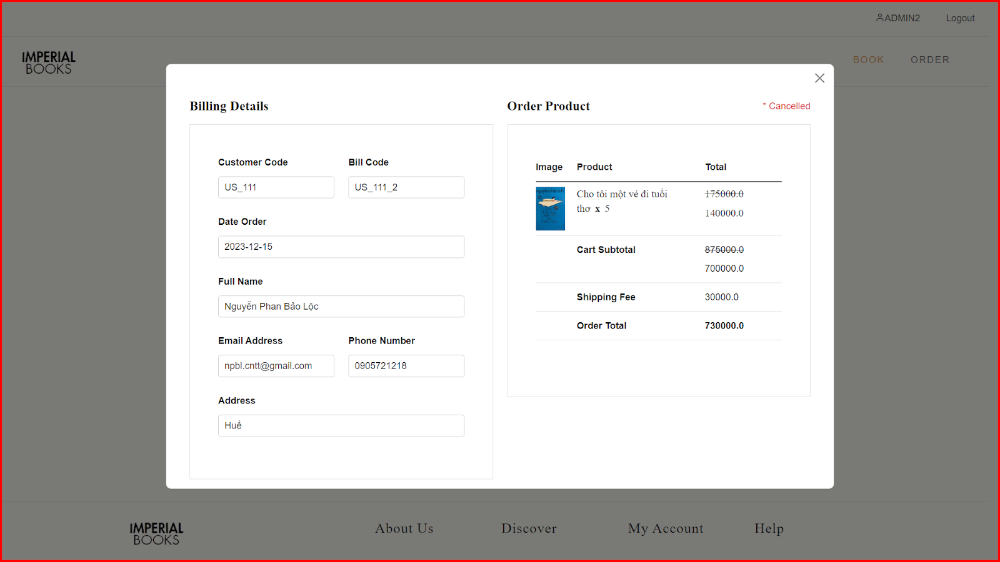 ADMIN2 Logout
IMPERIAL
BOOKS
BOOK ORDER
Billing Details
Customer Code Bill Code
US_111 US_111_2
Date Order
2023-12-15
Full Name
Nguyễn Phan Bảo Lộc
Email Address Phone Number
npbl.cntt@gmail.com 0905721218
Address
Huế
Order Product * Cancelled
Image Product Total
Cho tôi một vé đi tuổi 175000.0
thơ x 5
140000.0
Cart Subtotal 875000.0
700000.0
Shipping Fee 30000.0
Order Total 730000.0
IMPERIAL
BOOKS
About Us Discover My Account Help